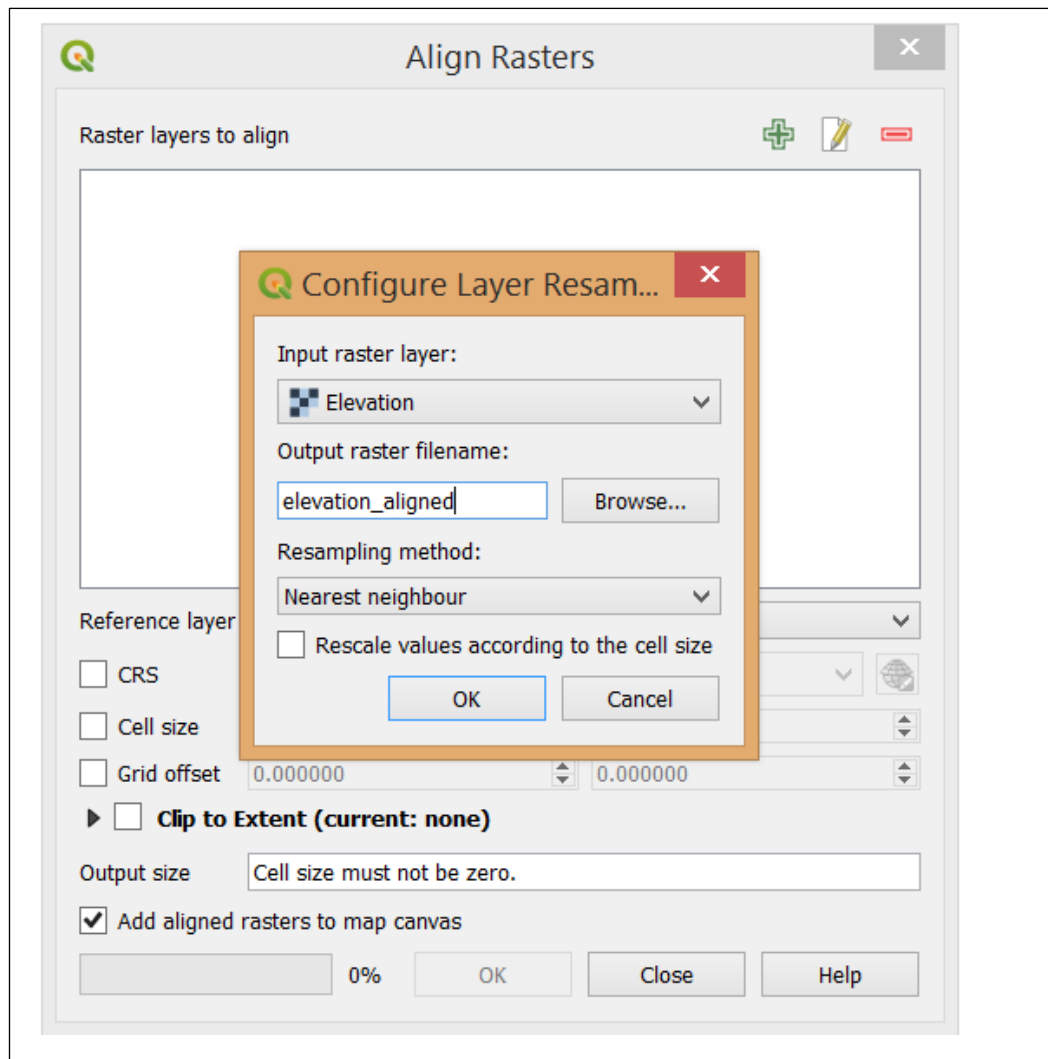 Align Rasters
Raster layers to align
Configure Layer Resam...
Input raster layer:
Elevation
Output raster filename:
elevation_aligned
Browse...
Resampling method:
Nearest neighbour
Rescale values according to the cell size
OK
Cancel
Reference layer
CRS
Cell size
Grid offset 0.000000 0.000000
Clip to Extent (current: none)
Output size Cell size must not be zero.
Add aligned rasters to map canvas
0% OK Close Help